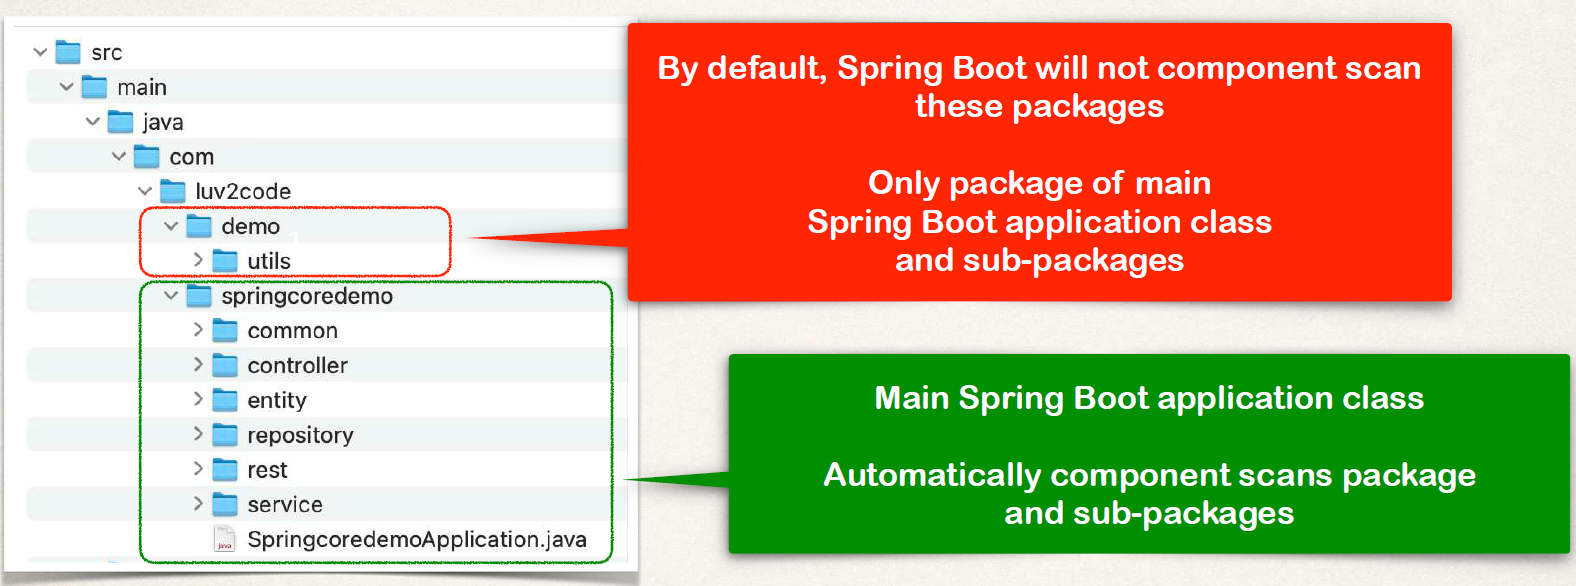 src
main
java
com
luv2code
demo
utils
springcoredemo
common
controller
entity
repository
rest
service
java
SpringcoredemoApplication.java
By default, Spring Boot will not component scan
these packages
Only package of main
Spring Boot application class
and sub-packages
Main Spring Boot application class
Automatically component scans package
and sub-packages